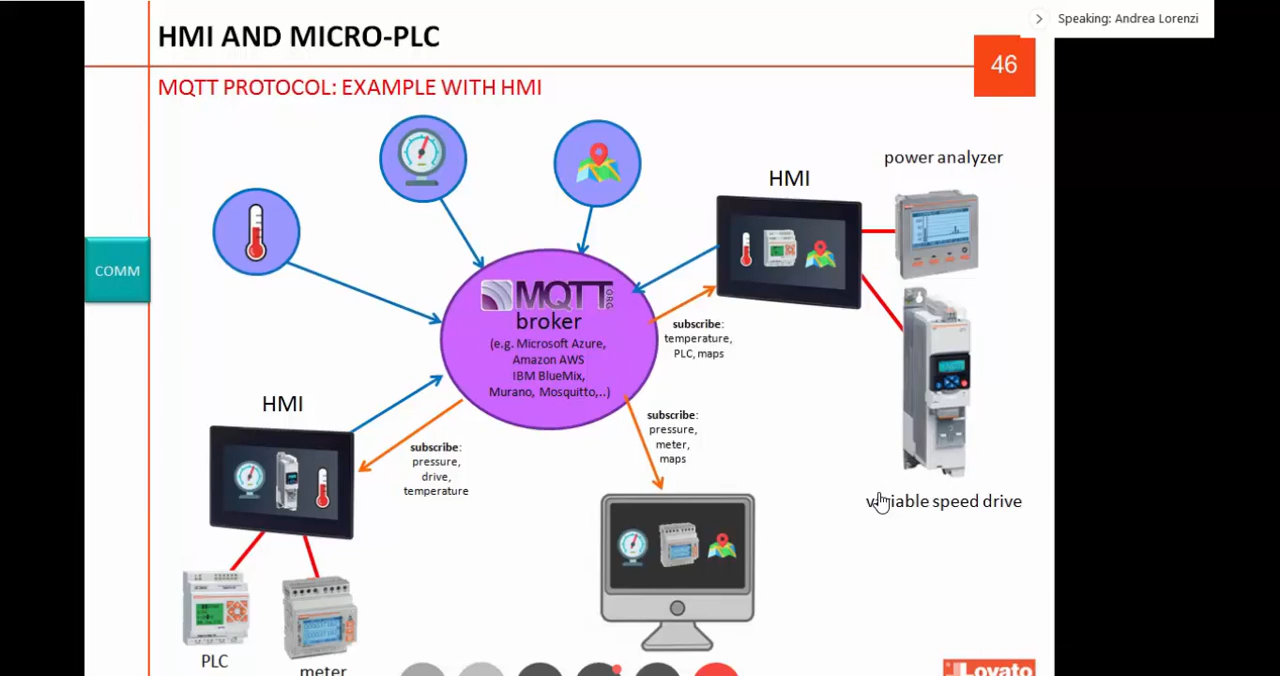 Speaking: Andrea Lorenzi
HMI AND MICRO-PLC
46
MQTT PROTOCOL: EXAMPLE WITH HMI
power analyzer
HMI
COMM
MQTT.ORG
broker
(e.g. Microsoft Azure,
Amazon AWS
IBM BlueMix,
Murano, Mosquitto,..)
subscribe:
temperature,
PLC, maps
HMI
subscribe:
pressure,
meter,
maps
subscribe:
pressure,
drive,
temperature
variable speed drive
PLC
meter
Lovato